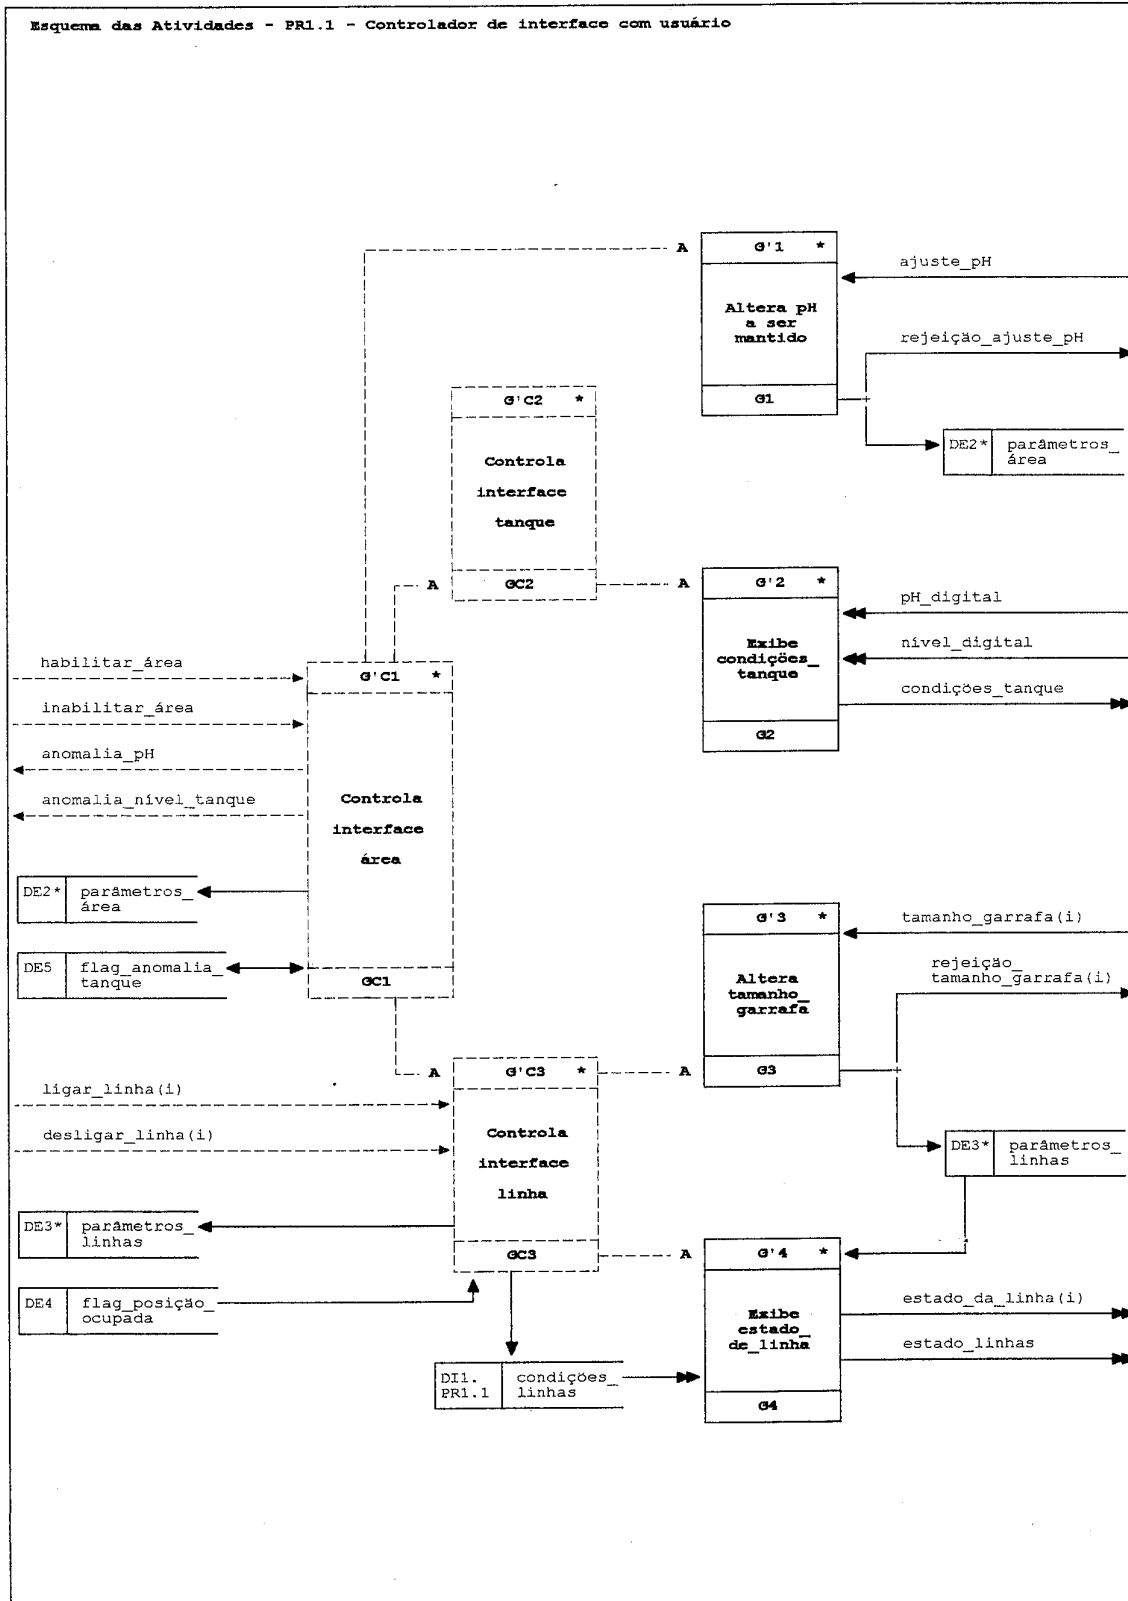 Esquema das Atividades - PR1.1 - Controlador de interface com usuário
A
G'1 *
Altera pH
a ser
mantido
G1
ajuste_pH
rejeição_ajuste_pH
DE2* parâmetros_
área
G'C2 *
Controla
interface
tanque
GC2
A
A
G'2 *
Exibe
condições_
tanque
G2
pH_digital
nível_digital
condições_tanque
habilitar_área
inabilitar_área
anomalia_pH
anomalia_nível_tanque
G'C1 *
Controla
interface
área
GC1
DE2* parâmetros_
área
DE5 flag_anomalia_
tanque
G'3 *
Altera
tamanho_
garrafa
G3
tamanho_garrafa(i)
rejeição_
tamanho_garrafa(i)
A
G'C3 *
A
Controla
interface
linha
GC3
ligar_linha(i)
desligar_linha(i)
DE3* parâmetros_
linhas
DE3* parâmetros_
linhas
DE4 flag_posição_
ocupada
A
G'4 *
Exibe
estado_
de_linha
G4
estado_da_linha(i)
estado_linhas
DI1.
PR1.1
condições_
linhas